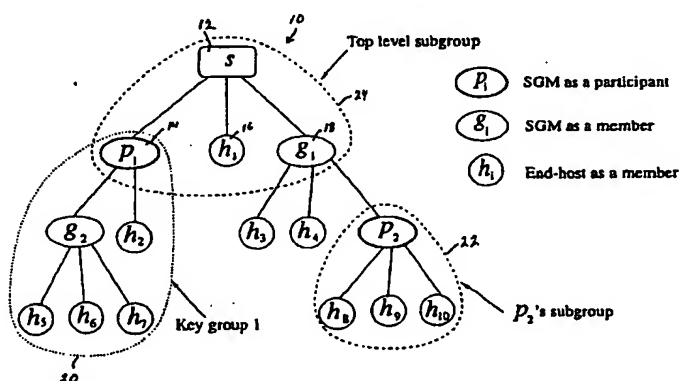 10
12
Top level subgroup
s
24
p1 SGM as a participant
14
16
18
p1
h1
g1
g1 SGM as a member
h1 End-host as a member
g2
h2
h3
h4
p2
22
h5
h6
h7
Key group 1
h8
h9
h10
p2's subgroup
20